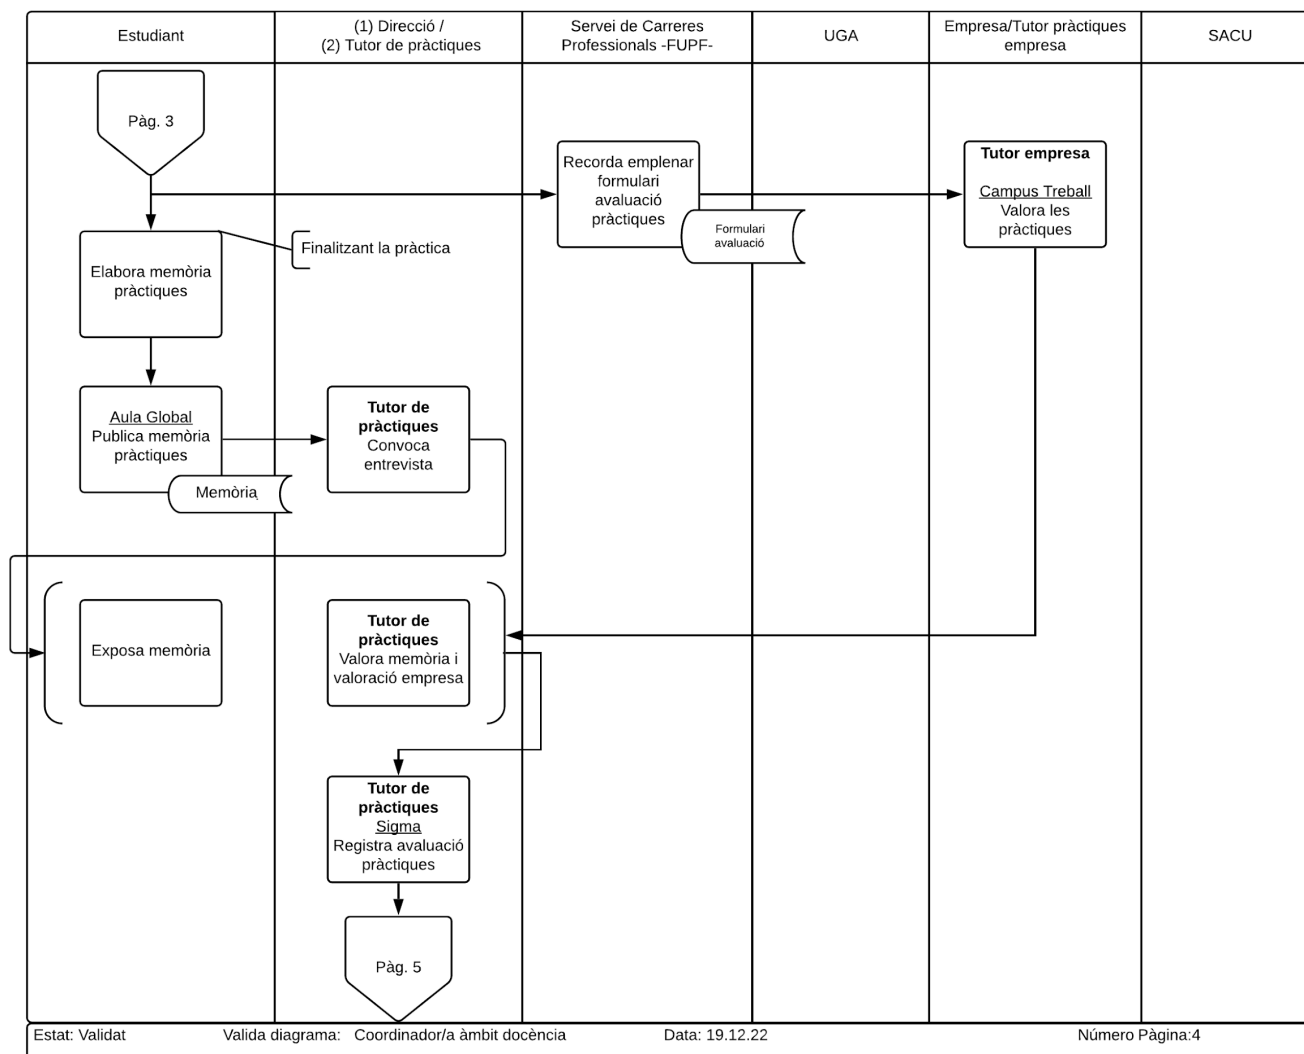 Estudiant
(1) Direcció /
(2) Tutor de pràctiques
Servei de Carreres
Professionals -FUPF-
UGA
Empresa/Tutor pràctiques
empresa
SACU
Pàg. 3
Recorda emplenar
formulari
avaluació
pràctiques
Formulari
avaluació
Tutor empresa
Campus Treball
Valora les
pràctiques
Finalitzant la pràctica
Elabora memòria
pràctiques
Aula Global
Publica memòria
pràctiques
Memòria
Tutor de
pràctiques
Convoca
entrevista
Exposa memòria
Tutor de
pràctiques
Valora memòria i
valoració empresa
Tutor de
pràctiques
Sigma
Registra avaluació
pràctiques
Pàg. 5
Estat: Validat Valida diagrama: Coordinador/a àmbit docència Data: 19.12.22 Número Pàgina:4